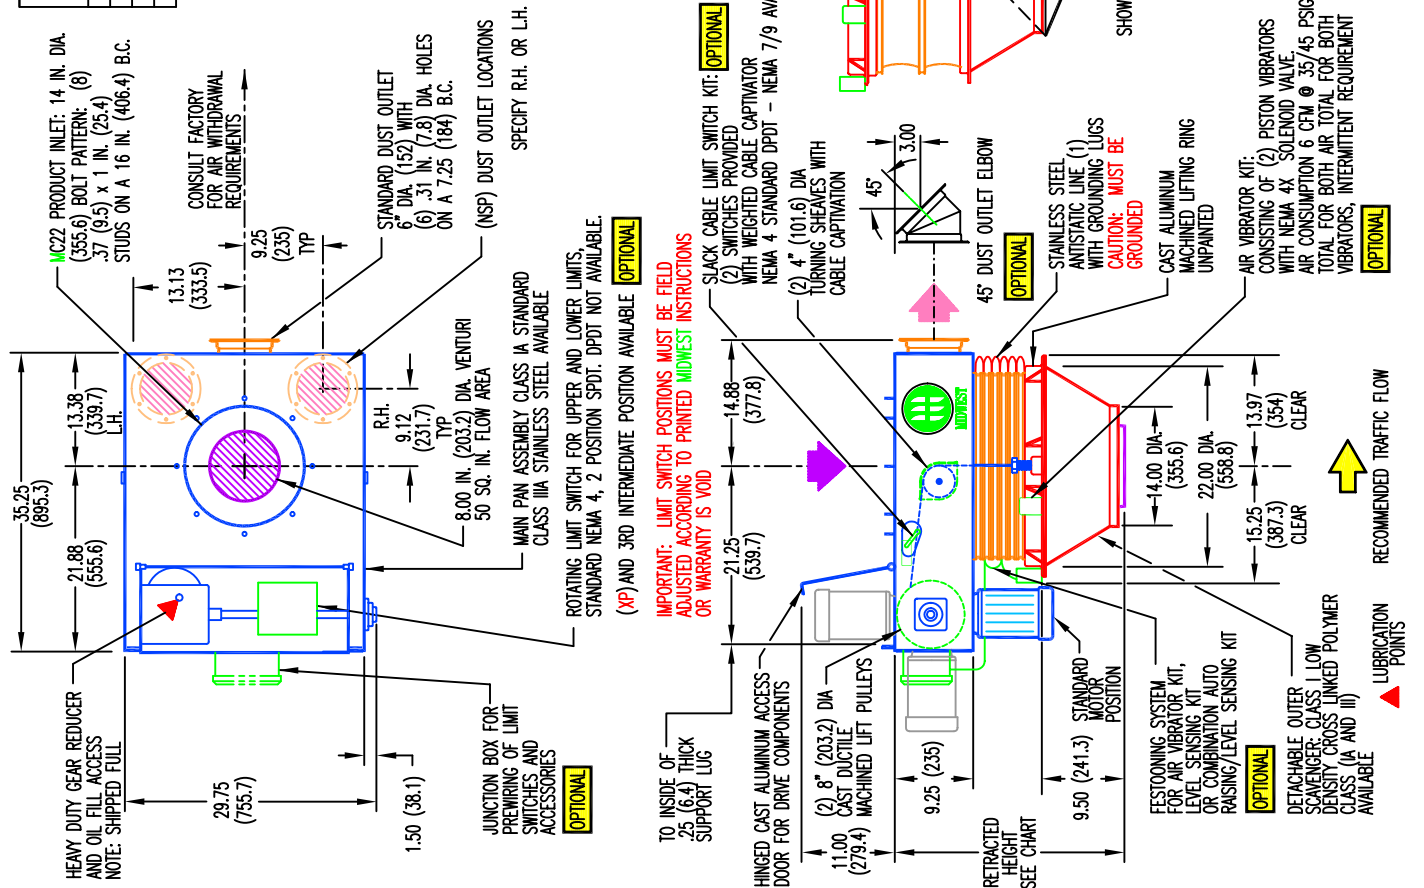 MC22 PRODUCT INLET: 14 IN. DIA.
(355.6) BOLT PATTERN: (8)
.37 (9.5) x 1 IN. (25.4)
STUDS ON A 16 IN. (406.4) B.C.
CONSULT FACTORY
FOR AIR WITHDRAWAL
REQUIREMENTS
STANDARD DUST OUTLET
6" DIA. (152) WITH
(6) .31 IN. (7.8) DIA. HOLES
ON A 7.25 (184) B.C.
(NSP) DUST OUTLET LOCATIONS
SPECIFY R.H. OR L.H.
9.25
(235)
TYP
13.13
(333.5)
35.25
(895.3)
13.38
(339.7)
L.H.
21.88
(555.6)
R.H.
9.12
(231.7)
TYP
8.00 IN. (203.2) DIA. VENTURI
50 SQ. IN. FLOW AREA
MAIN PAN ASSEMBLY CLASS IA STANDARD
CLASS IIIA STAINLESS STEEL AVAILABLE
ROTATING LIMIT SWITCH FOR UPPER AND LOWER LIMITS,
STANDARD NEMA 4, 2 POSITION SPDT. DPDT NOT AVAILABLE.
(XP) AND 3RD INTERMEDIATE POSITION AVAILABLE OPTIONAL
HEAVY DUTY GEAR REDUCER
AND OIL FILL ACCESS
NOTE: SHIPPED FULL
29.75
(755.7)
1.50 (38.1)
JUNCTION BOX FOR
PREWIRING OF LIMIT
SWITCHES AND
ACCESSORIES
OPTIONAL
IMPORTANT: LIMIT SWITCH POSITIONS MUST BE FIELD
ADJUSTED ACCORDING TO PRINTED MIDWEST INSTRUCTIONS
OR WARRANTY IS VOID
SLACK CABLE LIMIT SWITCH KIT: OPTIONAL
(2) SWITCHES PROVIDED
WITH WEIGHTED CABLE CAPTIVATOR
NEMA 4 STANDARD DPDT - NEMA 7/9
(2) 4" (101.6) DIA
TURNING SHEAVES WITH
CABLE CAPTIVATION
45°
3.00
45° DUST OUTLET ELBOW
OPTIONAL
SHOW
STAINLESS STEEL
ANTISTATIC LINE (1)
WITH GROUNDING LUGS
CAUTION: MUST BE
GROUNDED
CAST ALUMINUM
MACHINED LIFTING RING
UNPAINTED
AIR VIBRATOR KIT:
CONSISTING OF (2) PISTON VIBRATORS
WITH NEMA 4X SOLENOID VALVE.
AIR CONSUMPTION 6 CFM @ 35/45 PSIG
TOTAL FOR BOTH AIR TOTAL FOR BOTH
VIBRATORS, INTERMITTENT REQUIREMENT
OPTIONAL
14.88
(377.8)
21.25
(539.7)
MIDWEST
TO INSIDE OF
.25 (6.4) THICK
SUPPORT LUG
HINGED CAST ALUMINUM ACCESS
DOOR FOR DRIVE COMPONENTS
11.00
(279.4)
(2) 8" (203.2) DIA
CAST DUCTILE
MACHINED LIFT PULLEYS
9.25 (235)
RETRACTED
HEIGHT
SEE CHART
9.50 (241.3)
STANDARD
MOTOR
POSITION
14.00 DIA.
(355.6)
22.00 DIA.
(558.8)
13.97
(354)
CLEAR
15.25
(387.3)
CLEAR
FESTOONING SYSTEM
FOR AIR VIBRATOR KIT,
LEVEL SENSING KIT
OR COMBINATION AUTO
RAISING/LEVEL SENSING KIT
OPTIONAL
DETACHABLE OUTER
SCAVENGER: CLASS I LOW
DENSITY CROSS LINKED POLYMER
CLASS (IA AND III)
AVAILABLE
RECOMMENDED TRAFFIC FLOW
LUBRICATION
POINTS